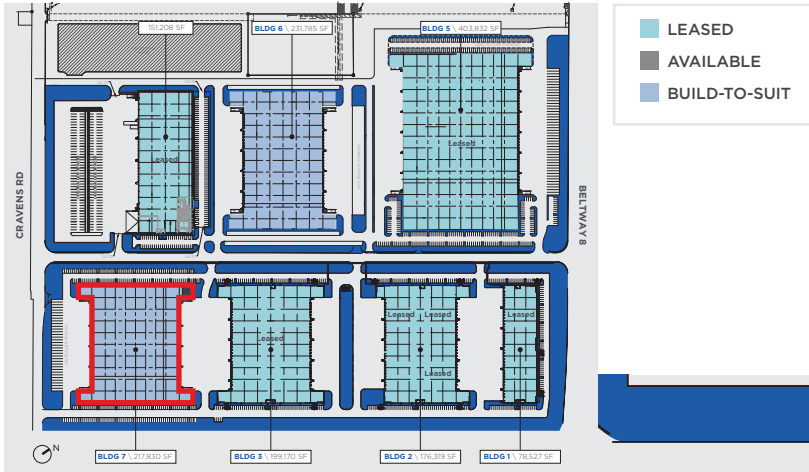 151,208 SF
BLDG 6 \ 231,785 SF
BLDG 5 \ 403,832 SF
LEASED
AVAILABLE
BUILD-TO-SUIT
Leased
Leased
CRAVENS RD
BELTWAY 8
Leased
Leased
Leased
Leased
Leased
N
BLDG 7 \ 217,830 SF
BLDG 3 \ 199,170 SF
BLDG 2 \ 176,319 SF
BLDG 1 \ 78,527 SF